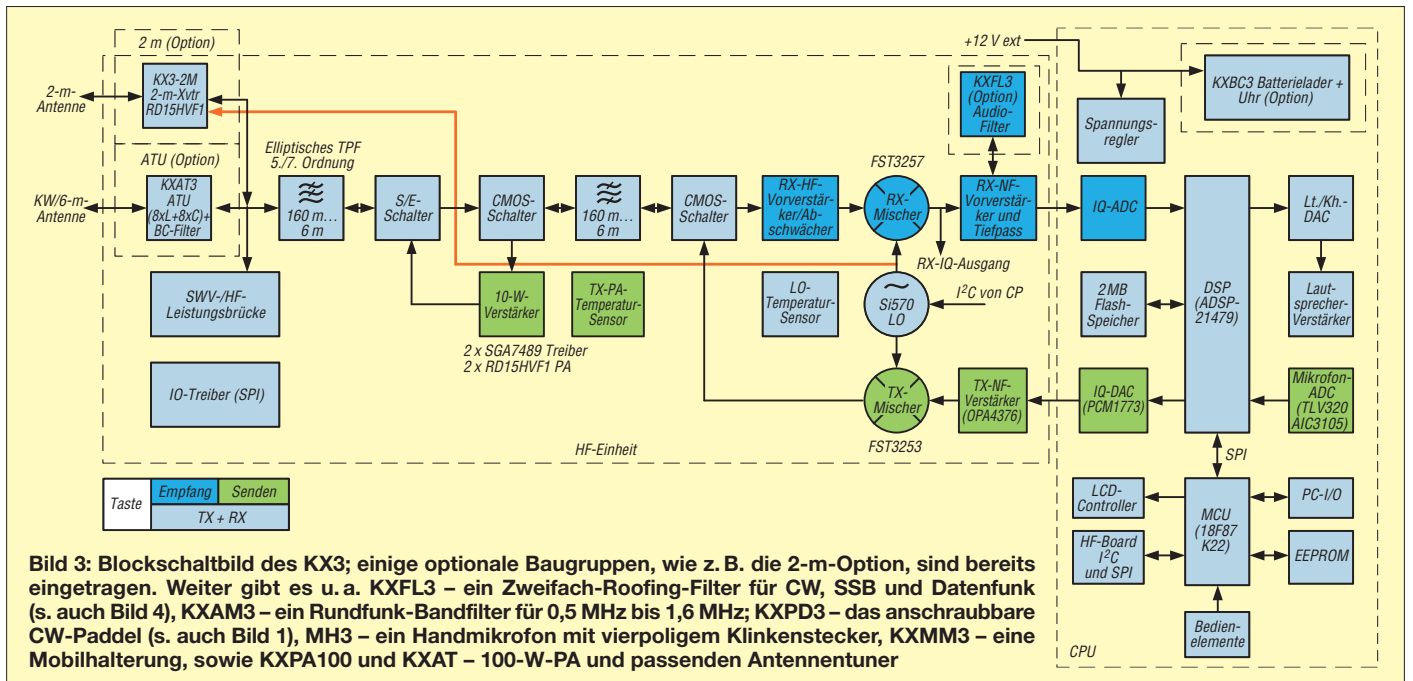 2 m (Option)
KX3-2M
2-m-Xvtr
RD15HVF1
2-m-
Antenne
ATU (Option)
KXAT3
ATU
(8xL+8xC)+
BC-Filter
KW/6-m-
Antenne
Elliptisches TPF
5./7. Ordnung
160 m…
6 m
S/E-
Schalter
CMOS-
Schalter
160 m…
6 m
CMOS-
Schalter
RX-HF-
Vorverstär-
ker/Ab-
schwächer
FST3257
RX-
Mischer
KXFL3
(Option)
Audio-
Filter
RX-NF-
Vorverstär-
ker und
Tiefpass
RX-IQ-Ausgang
SWV-/HF-
Leistungsbrücke
10-W-
Verstärker
2 x SGA7489 Treiber
2 x RD15HVF1 PA
TX-PA-
Temperatur-
Sensor
LO-
Temperatur-
Sensor
~
Si570
LO
I²C von CP
IO-Treiber (SPI)
TX-
Mischer
FST3253
TX-NF-
Verstärker
(OPA4376)
HF-Einheit
+12 V ext
Spannungs-
regler
KXBC3 Batterielader +
Uhr (Option)
IQ-ADC
DSP
(ADSP-
21479)
Lt./Kh.-
DAC
2MB
Flash-
Speicher
Laut-
sprecher-
Verstärker
IQ-DAC
(PCM1773)
Mikrofon-
ADC
(TLV320
AIC3105)
SPI
LCD-
Controller
MCU
(18F87
K22)
PC-I/O
HF-Board
I²C
und SPI
EEPROM
Bedien-
elemente
CPU
Taste
Empfang
Senden
TX + RX
Bild 3: Blockschaltbild des KX3; einige optionale Baugruppen, wie z. B. die 2-m-Option, sind bereits
eingetragen. Weiter gibt es u. a. KXFL3 – ein Zweifach-Roofing-Filter für CW, SSB und Datenfunk
(s. auch Bild 4), KXAM3 – ein Rundfunk-Bandfilter für 0,5 MHz bis 1,6 MHz; KXPD3 – das anschraubbare
CW-Paddel (s. auch Bild 1), MH3 – ein Handmikrofon mit vierpoligem Klinkenstecker, KXMM3 – eine
Mobilhalterung, sowie KXPA100 und KXAT – 100-W-PA und passenden Antennentuner